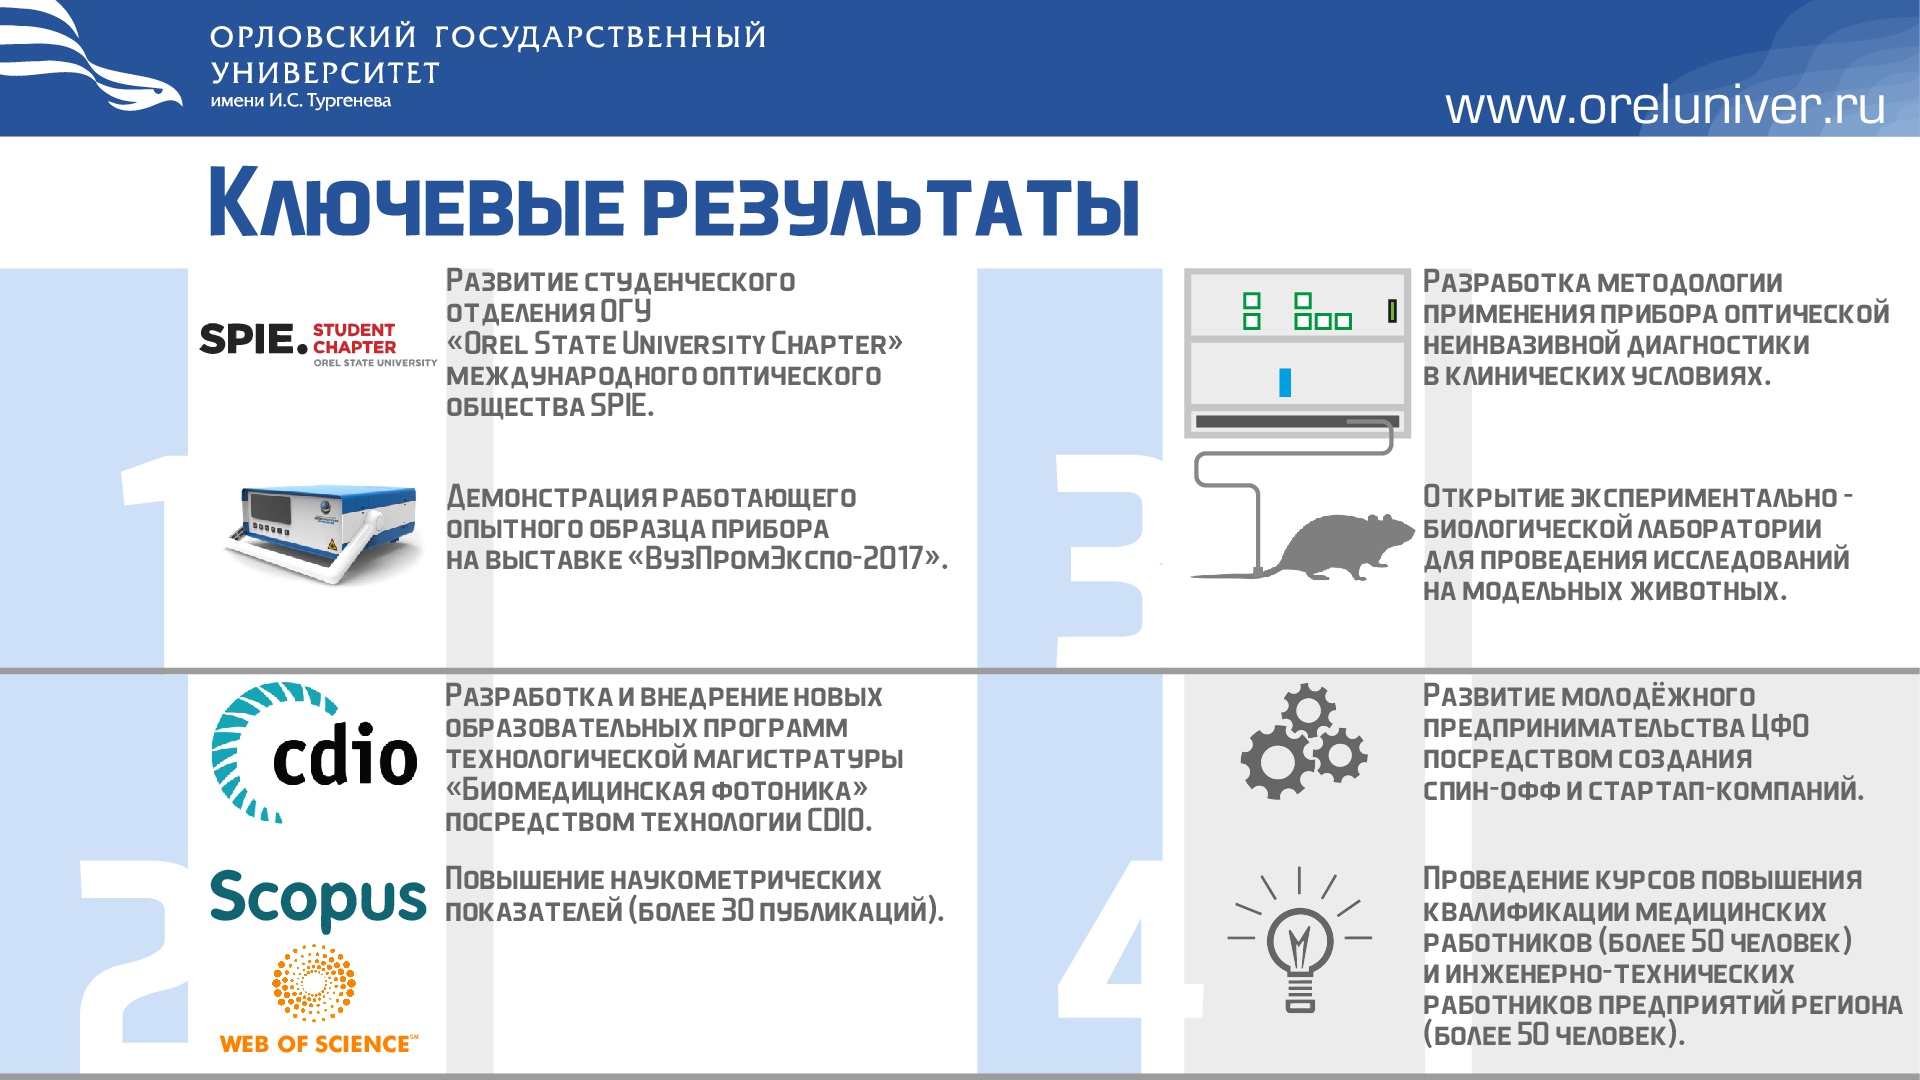 ОРЛОВСКИЙ ГОСУДАРСТВЕННЫЙ
УНИВЕРСИТЕТ
имени И.С. Тургенева
www.oreluniver.ru
Ключевые результаты
1
SPIE. STUDENT
CHAPTER
OREL STATE UNIVERSITY
Развитие студенческого
отделения ОГУ
«Orel State University Chapter»
международного оптического
общества SPIE.
Демонстрация работающего
опытного образца прибора
на выставке «ВузПромЭкспо-2017».
2
cdio
Разработка и внедрение новых
образовательных программ
технологической магистратуры
«Биомедицинская фотоника»
посредством технологии CDIO.
Scopus
WEB OF SCIENCE℠
Повышение наукометрических
показателей (более 30 публикаций).
3
Разработка методологии
применения прибора оптической
неинвазивной диагностики
в клинических условиях.
Открытие экспериментально -
биологической лаборатории
для проведения исследований
на модельных животных.
4
Развитие молодёжного
предпринимательства ЦФО
посредством создания
спин-офф и стартап-компаний.
Проведение курсов повышения
квалификации медицинских
работников (более 50 человек)
и инженерно-технических
работников предприятий региона
(более 50 человек).